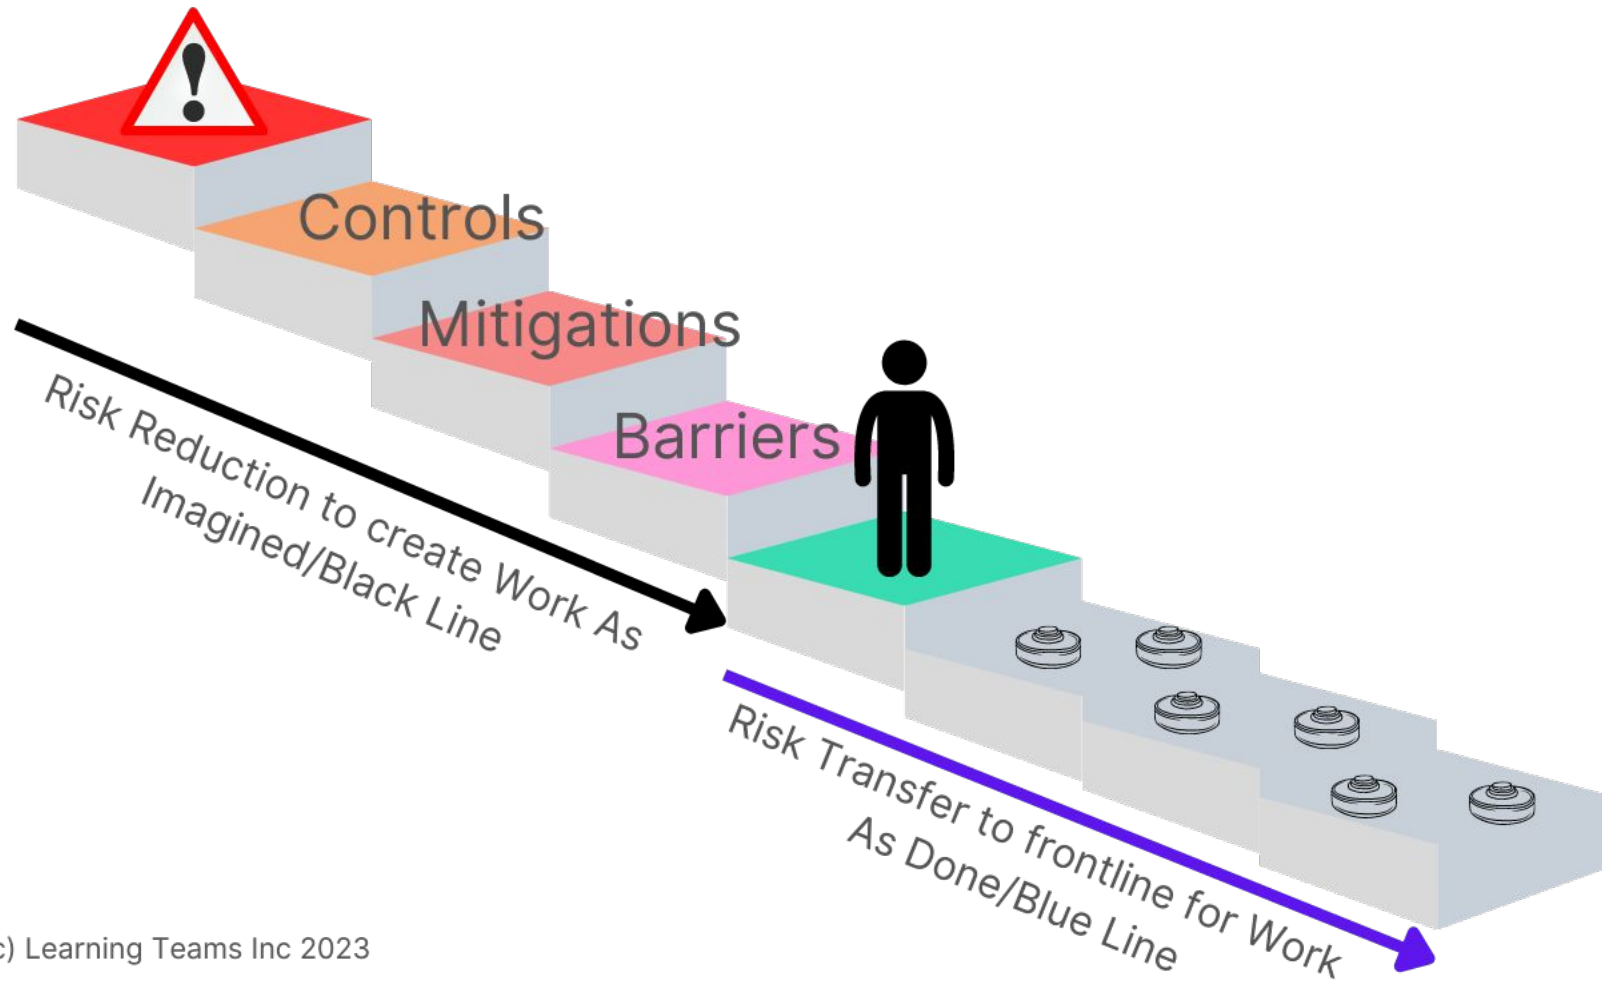 Controls
Mitigations
Barriers
Risk Reduction to create Work As
Imagined/Black Line
Risk Transfer to frontline for Work
As Done/Blue Line
c) Learning Teams Inc 2023